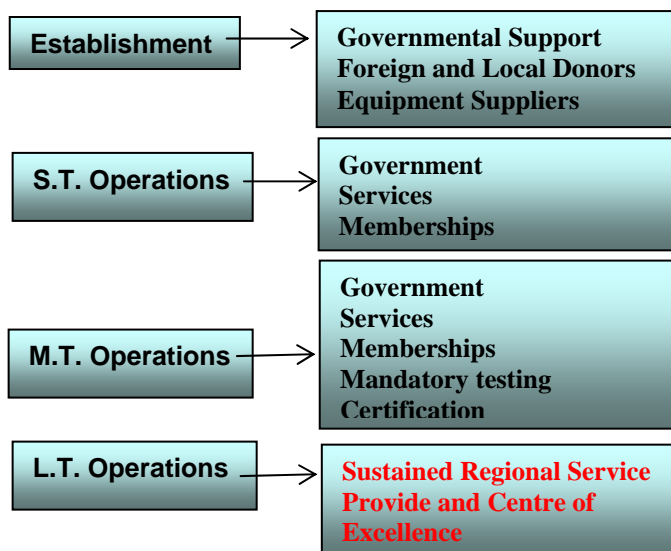 Establishment
Governmental Support
Foreign and Local Donors
Equipment Suppliers
S.T. Operations
Government
Services
Memberships
M.T. Operations
Government
Services
Memberships
Mandatory testing
Certification
L.T. Operations
Sustained Regional Service
Provide and Centre of
Excellence